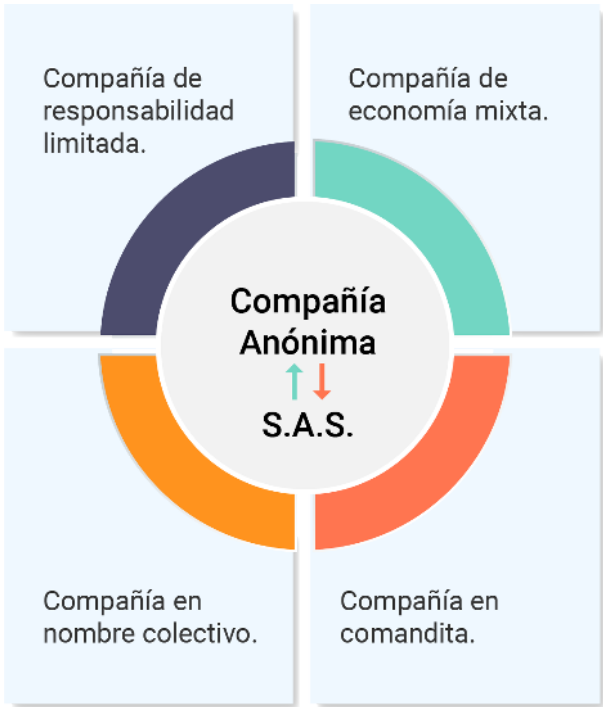 Compañía de
responsabilidad
limitada.
Compañía de
economía mixta.
Compañía
Anónima
S.A.S.
Compañía en
nombre colectivo.
Compañía en
comandita.